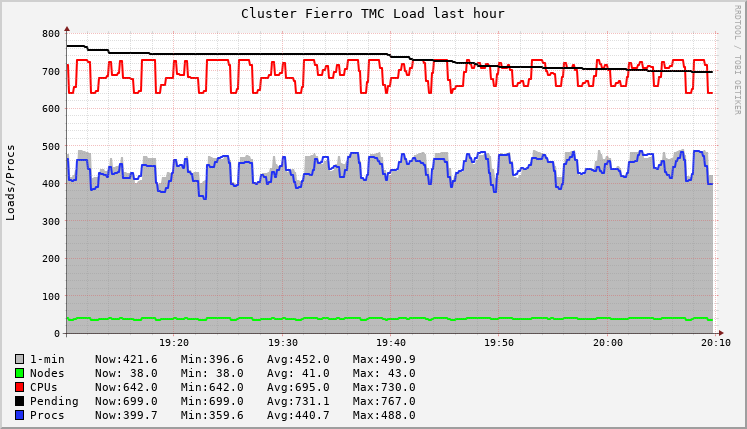 Cluster Fierro TMC Load last hour
RRDTOOL / TOBI OETIKER
Loads/Procs
800
700
600
500
400
300
200
100
0
19:20 19:30 19:40 19:50 20:00 20:10
1-min Now:421.6 Min:396.6 Avg:452.0 Max:490.9
Nodes Now: 38.0 Min: 38.0 Avg: 41.0 Max: 43.0
CPUs Now:642.0 Min:642.0 Avg:695.0 Max:730.0
Pending Now:699.0 Min:699.0 Avg:731.1 Max:767.0
Procs Now:399.7 Min:359.6 Avg:440.7 Max:488.0